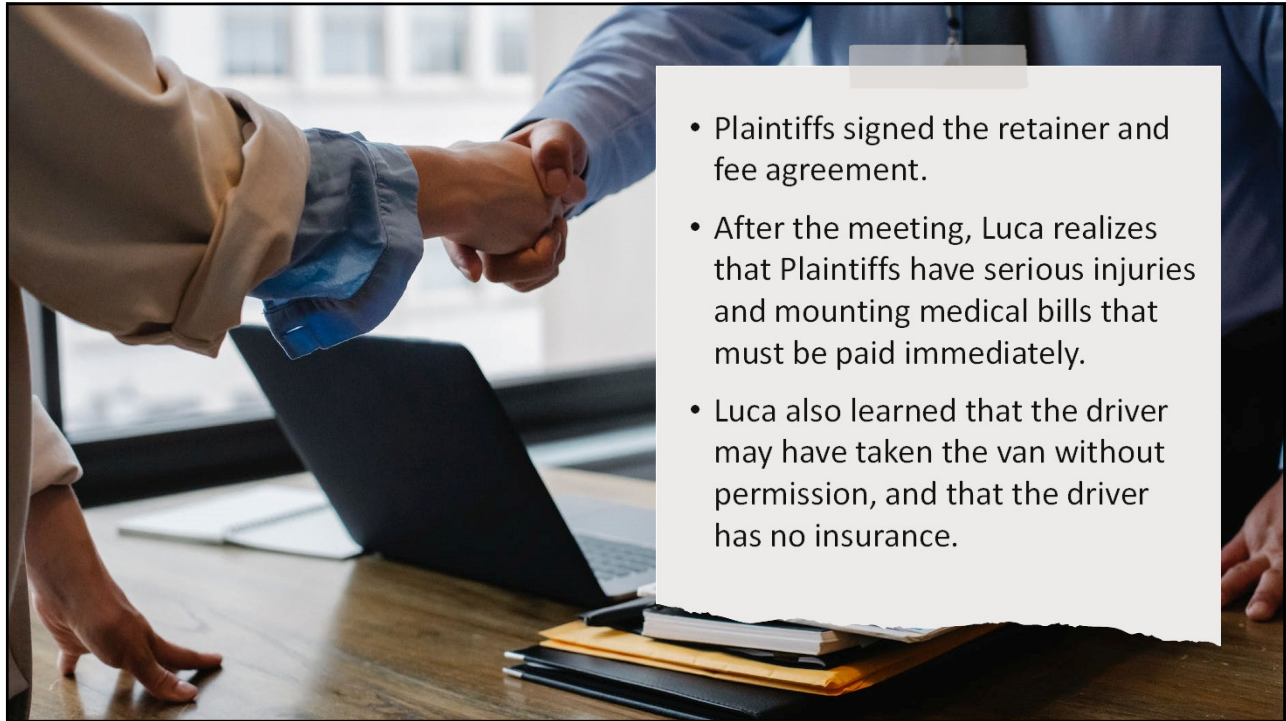 • Plaintiffs signed the retainer and
fee agreement.
• After the meeting, Luca realizes
that Plaintiffs have serious injuries
and mounting medical bills that
must be paid immediately.
• Luca also learned that the driver
may have taken the van without
permission, and that the driver
has no insurance.